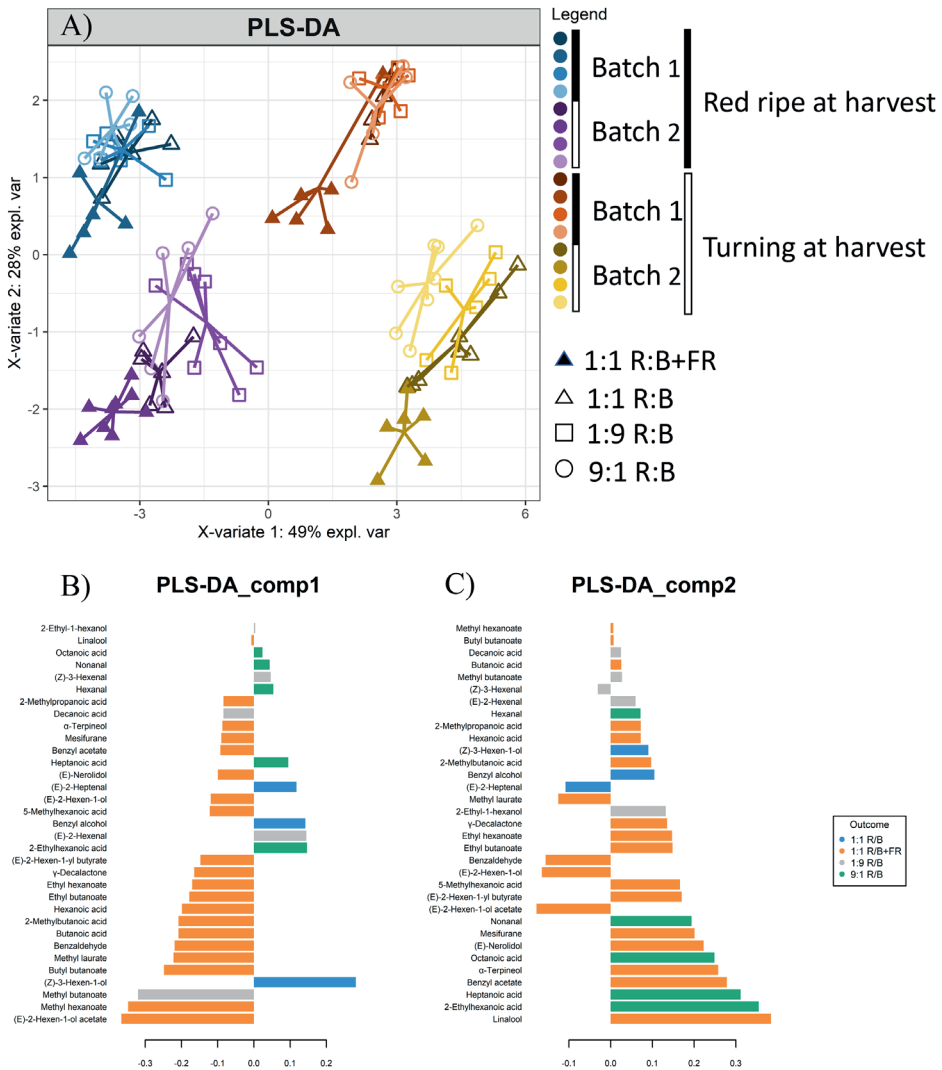 A)
PLS-DA
X-variate 2: 28% expl. var
2
1
0
-1
-2
-3
-3
0
3
6
X-variate 1: 49% expl. var
Legend
Batch 1
Batch 2
Red ripe at harvest
Batch 1
Batch 2
Turning at harvest
1:1 R:B+FR
1:1 R:B
1:9 R:B
9:1 R:B
B)
PLS-DA_comp1
2-Ethyl-1-hexanol
Linalool
Octanoic acid
Nonanal
(Z)-3-Hexenal
Hexanal
2-Methylpropanoic acid
Decanoic acid
α-Terpineol
Mesifurane
Benzyl acetate
Heptanoic acid
(E)-Nerolidol
(E)-2-Heptenal
(E)-2-Hexen-1-ol
5-Methylhexanoic acid
Benzyl alcohol
(E)-2-Hexenal
2-Ethylhexanoic acid
(E)-2-Hexen-1-yl butyrate
γ-Decalactone
Ethyl hexanoate
Ethyl butanoate
Hexanoic acid
2-Methylbutanoic acid
Butanoic acid
Benzaldehyde
Methyl laurate
Butyl butanoate
(Z)-3-Hexen-1-ol
Methyl butanoate
Methyl hexanoate
(E)-2-Hexen-1-ol acetate
-0.3
-0.2
-0.1
0.0
0.1
0.2
C)
PLS-DA_comp2
Methyl hexanoate
Butyl butanoate
Decanoic acid
Butanoic acid
Methyl butanoate
(Z)-3-Hexenal
(E)-2-Hexenal
Hexanal
2-Methylpropanoic acid
Hexanoic acid
(Z)-3-Hexen-1-ol
2-Methylbutanoic acid
Benzyl alcohol
(E)-2-Heptenal
Methyl laurate
2-Ethyl-1-hexanol
γ-Decalactone
Ethyl hexanoate
Ethyl butanoate
Benzaldehyde
(E)-2-Hexen-1-ol
5-Methylhexanoic acid
(E)-2-Hexen-1-yl butyrate
(E)-2-Hexen-1-ol acetate
Nonanal
Mesifurane
(E)-Nerolidol
Octanoic acid
α-Terpineol
Benzyl acetate
Heptanoic acid
2-Ethylhexanoic acid
Linalool
-0.1
0.0
0.1
0.2
0.3
Outcome
1:1 R/B
1:1 R/B+FR
1:9 R/B
9:1 R/B